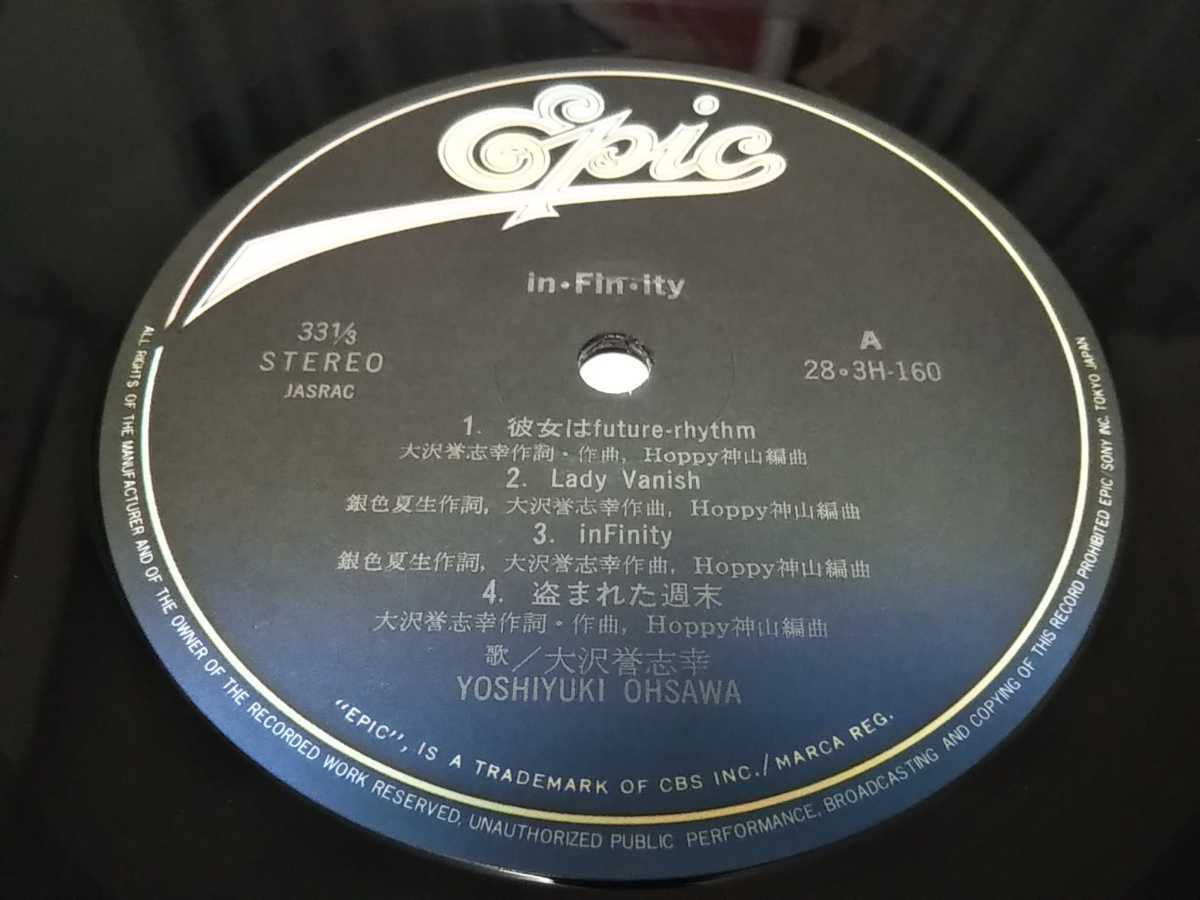 Epic
in•Fin•ity
33⅓
STEREO
JASRAC
A
28•3H-160
1. 彼女はfuture-rhythm
大沢誉志幸作詞・作曲, Hoppy神山編曲
2. Lady Vanish
銀色夏生作詞, 大沢誉志幸作曲, Hoppy神山編曲
3. inFinity
銀色夏生作詞, 大沢誉志幸作曲, Hoppy神山編曲
4. 盗まれた週末
大沢誉志幸作詞・作曲, Hoppy神山編曲
歌／大沢誉志幸
YOSHIYUKI OHSAWA
"EPIC", IS A TRADEMARK OF CBS INC./MARCA REG.
ALL RIGHTS OF THE MANUFACTURER AND OF THE OWNER OF THE RECORDED WORK RESERVED, UNAUTHORIZED PUBLIC PERFORMANCE, BROADCASTING AND COPYING OF THIS RECORD PROHIBITED EPIC/SONY INC. TOKYO JAPAN